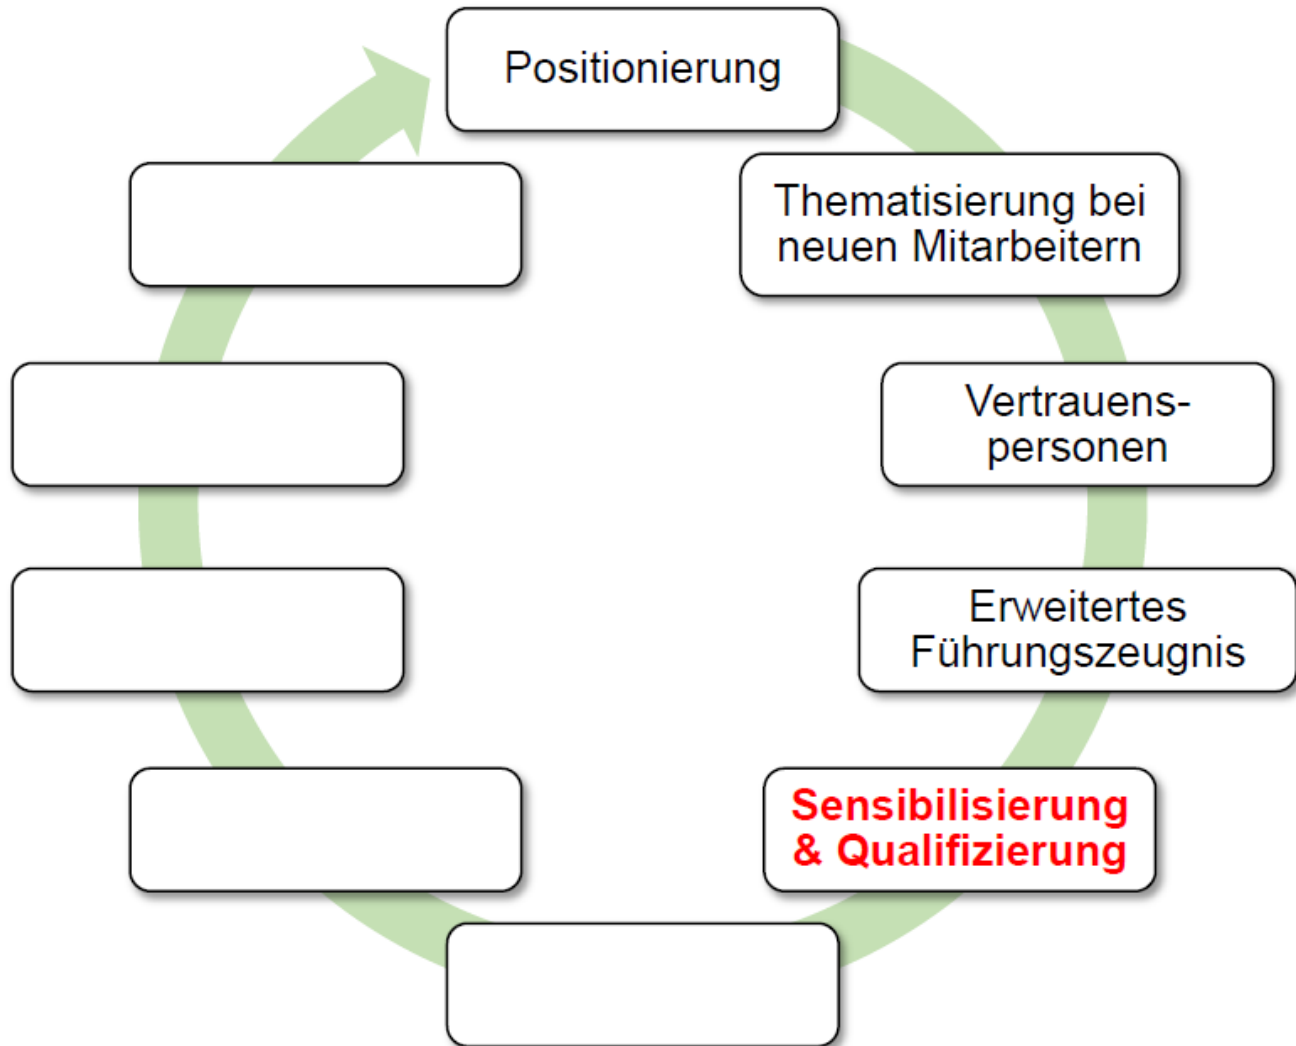 Positionierung
Thematisierung bei
neuen Mitarbeitern
Vertrauens-
personen
Erweitertes
Führungszeugnis
Sensibilisierung
& Qualifizierung